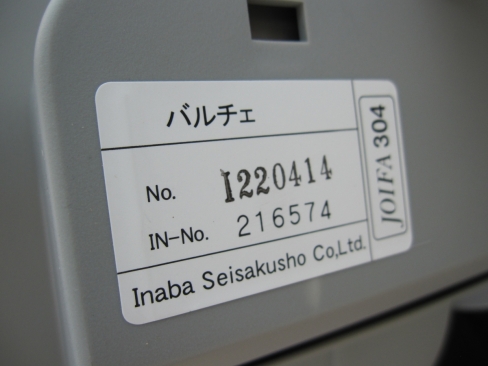 バルチェ
No. I220414
IN-No. 216574
Inaba Seisakusho Co,Ltd.
JOIFA 304